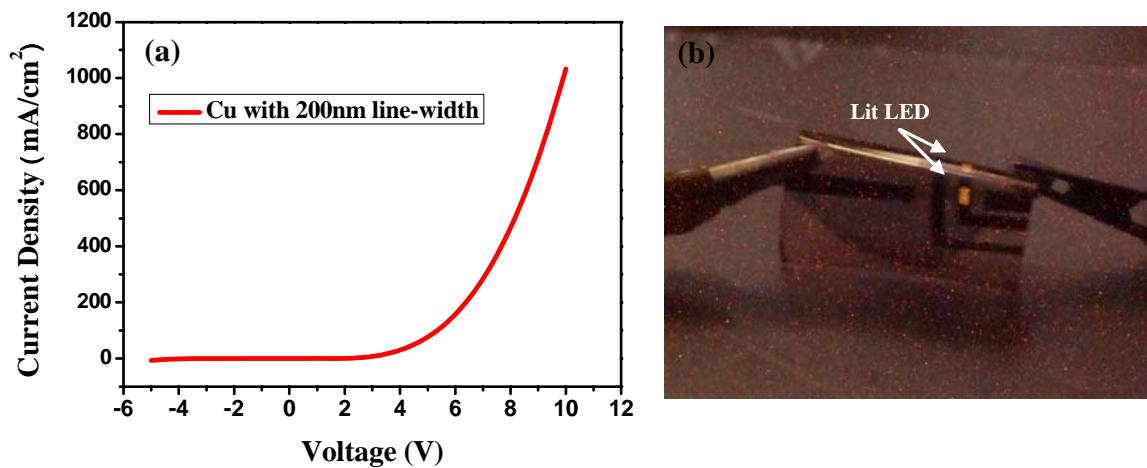 (a)
Cu with 200nm line-width
Current Density ( mA/cm²)
1200
1000
800
600
400
200
0
-6 -4 -2 0 2 4 6 8 10 12
Voltage (V)
(b)
Lit LED